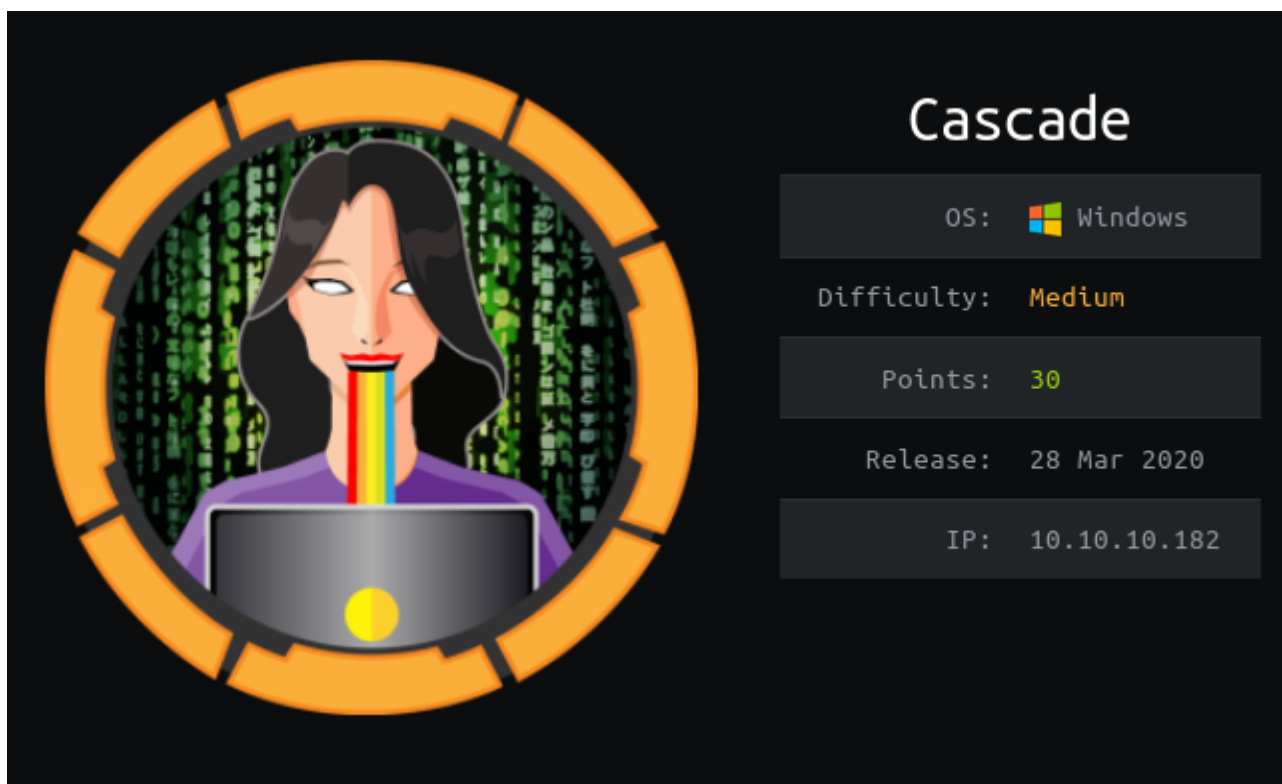 Cascade
OS: Windows
Difficulty: Medium
Points: 30
Release: 28 Mar 2020
IP: 10.10.10.182